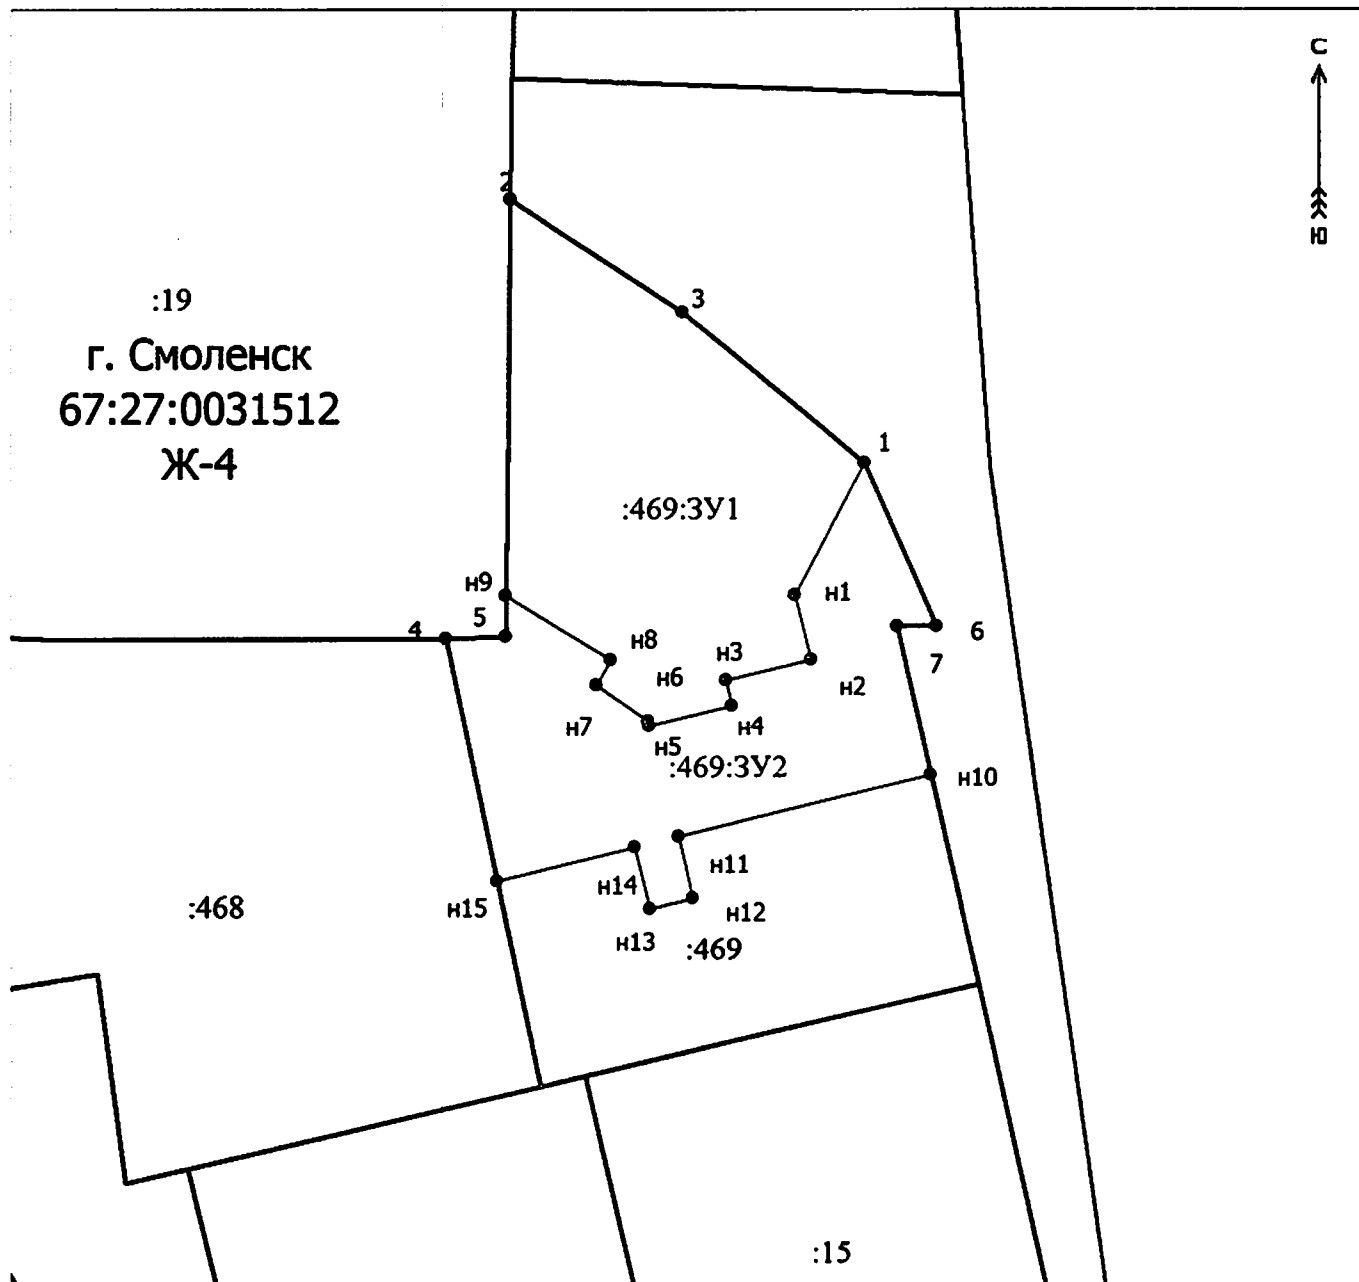 С
2
:19
3
г. Смоленск
67:27:0031512
Ж-4
Ю
1
:469:ЗУ1
н9
н1
5
4
6
н8
н3
7
н6
н2
н7
н4
н5
:469:ЗУ2
н10
н11
н14
н15
:468
н12
н13
:469
:15